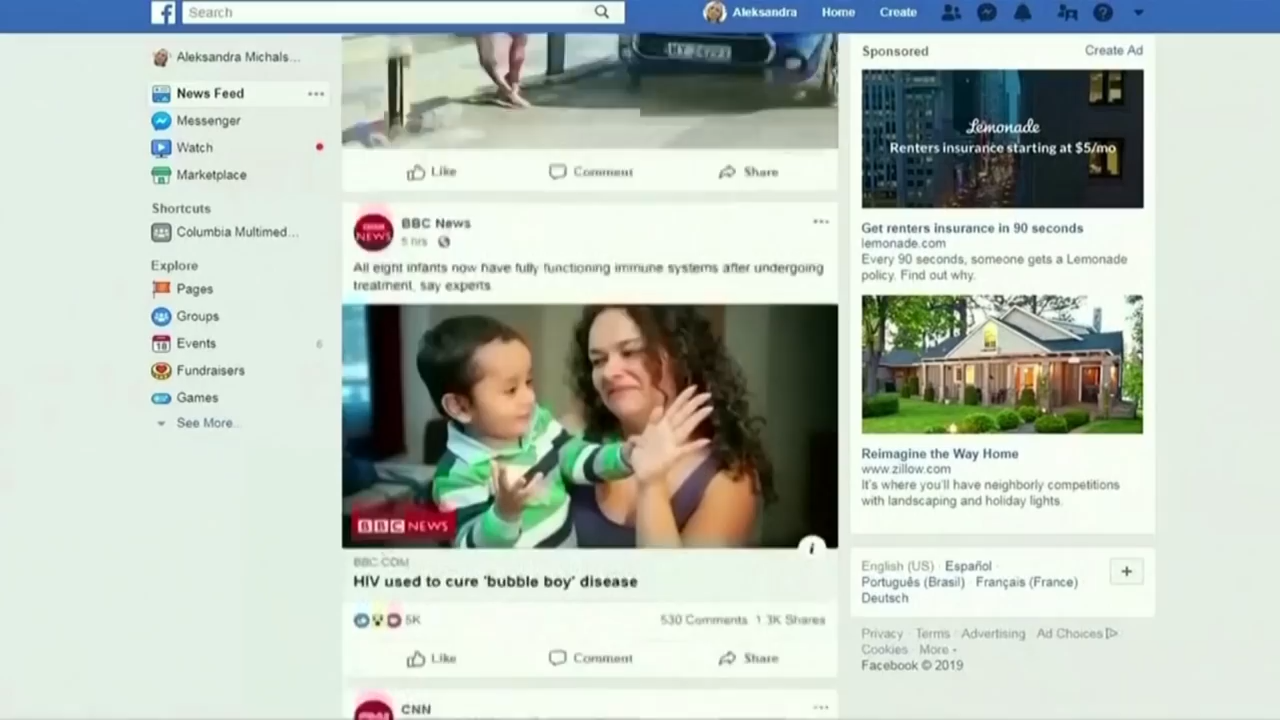 Search
Aleksandra
Home
Create
Aleksandra Michals...
News Feed
Messenger
Watch
Marketplace
Shortcuts
Columbia Multimed...
Explore
Pages
Groups
Events
6
Fundraisers
Games
See More...
Like
Comment
Share
BBC NEWS
BBC News
5 hrs
All eight infants now have fully functioning immune systems after undergoing
treatment, say experts
BBC NEWS
BBC.COM
HIV used to cure 'bubble boy' disease
5K
530 Comments 1.3K Shares
Like
Comment
Share
CNN
Sponsored
Create Ad
Lemonade
Renters insurance starting at $5/mo
Get renters insurance in 90 seconds
lemonade.com
Every 90 seconds, someone gets a Lemonade
policy. Find out why.
Reimagine the Way Home
www.zillow.com
It's where you'll have neighborly competitions
with landscaping and holiday lights.
English (US) · Español ·
Português (Brasil) · Français (France) ·
Deutsch
Privacy · Terms · Advertising · Ad Choices
Cookies · More
Facebook © 2019